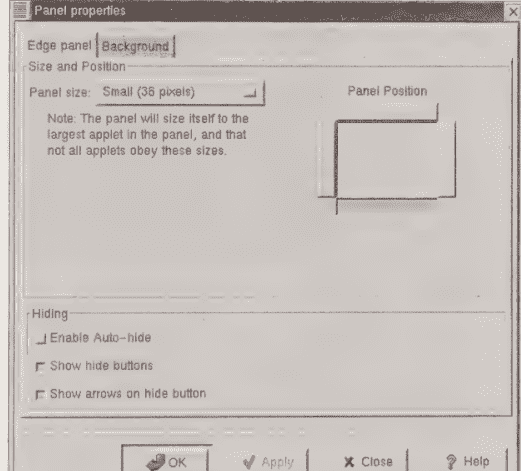 Panel properties
Edge panel Background
Size and Position
Panel size: Small (36 pixels)
Panel Position
Note: The panel will size itself to the
largest applet in the panel, and that
not all applets obey these sizes.
Hiding
Enable Auto-hide
Show hide buttons
Show arrows on hide button
OK Apply Close Help